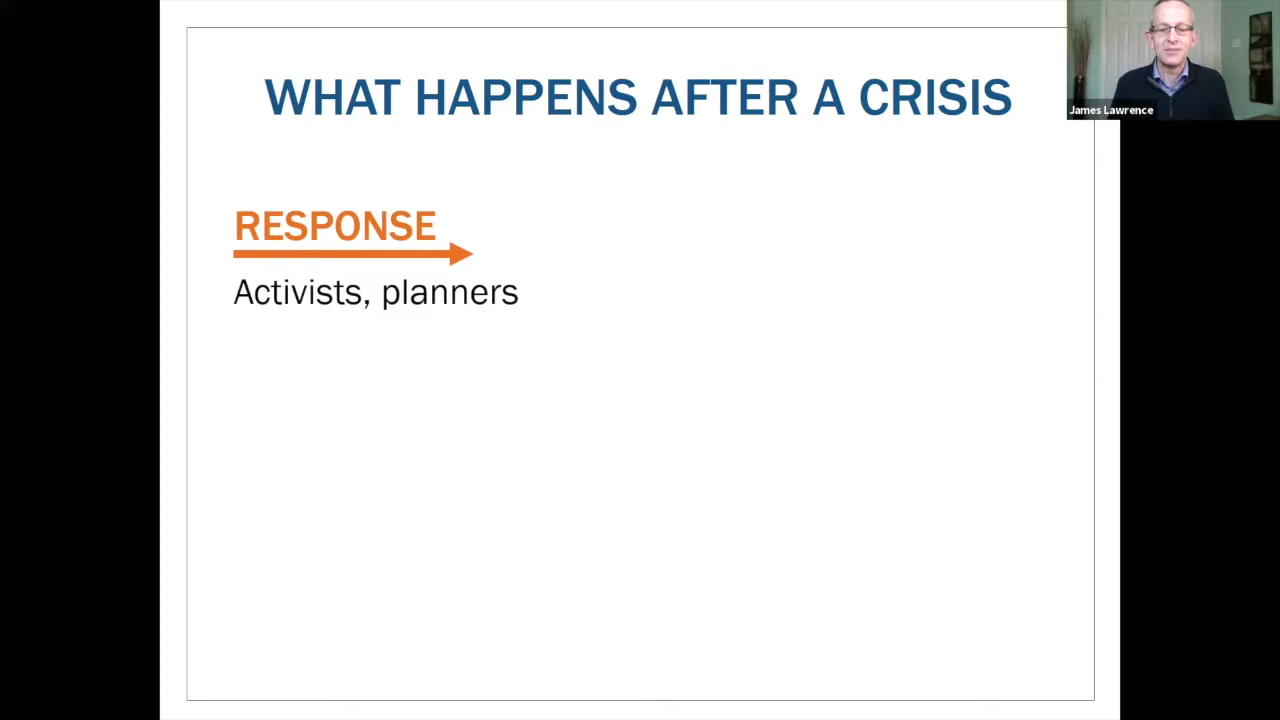 WHAT HAPPENS AFTER A CRISIS
James Lawrence
RESPONSE
Activists, planners